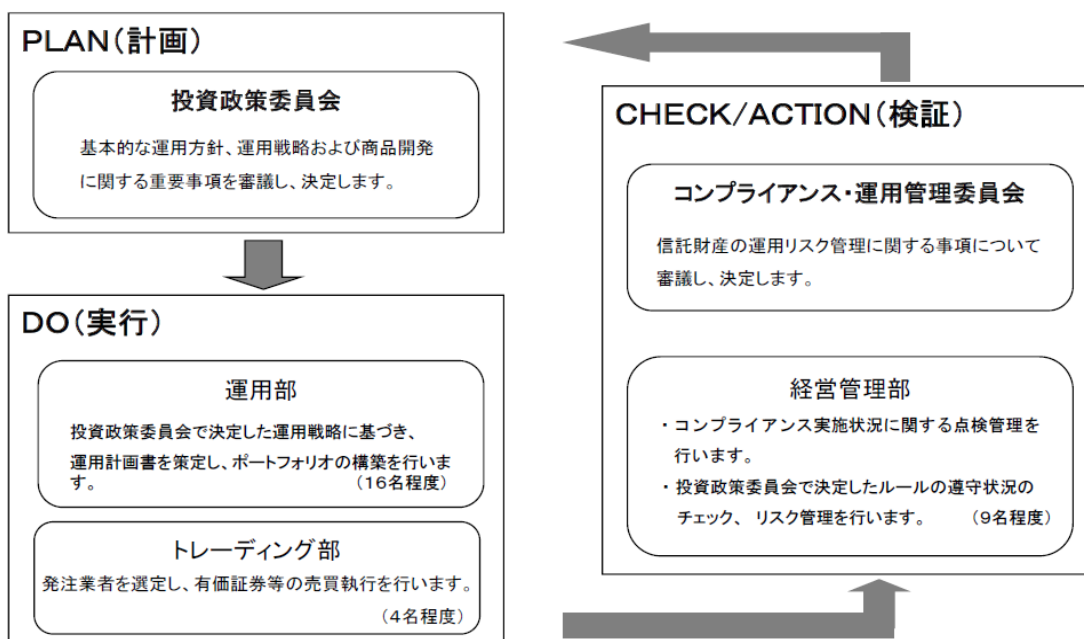 PLAN(計画)
投資政策委員会
基本的な運用方針、運用戦略および商品開発
に関する重要事項を審議し、決定します。
DO(実行)
運用部
投資政策委員会で決定した運用戦略に基づき、
運用計画書を策定し、ポートフォリオの構築を行いま
す。 (16名程度)
トレーディング部
発注業者を選定し、有価証券等の売買執行を行います。
(4名程度)
CHECK/ACTION(検証)
コンプライアンス・運用管理委員会
信託財産の運用リスク管理に関する事項について
審議し、決定します。
経営管理部
・コンプライアンス実施状況に関する点検管理を
行います。
・投資政策委員会で決定したルールの遵守状況の
チェック、 リスク管理を行います。 (9名程度)